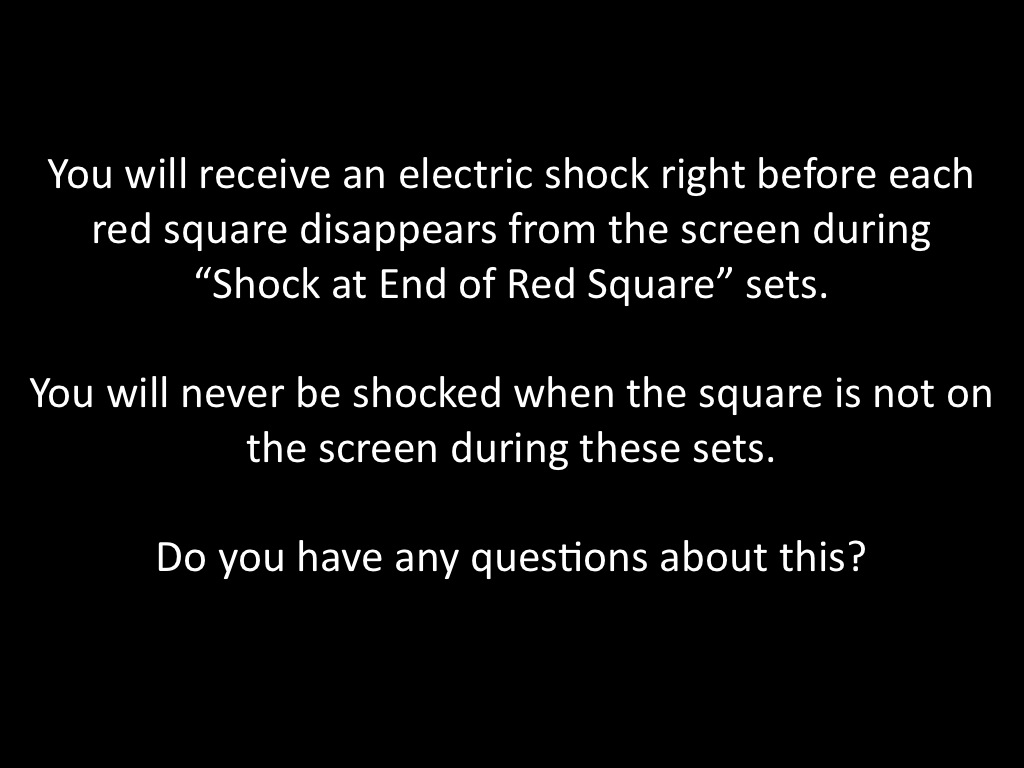 You will receive an electric shock right before each
red square disappears from the screen during
“Shock at End of Red Square” sets.
You will never be shocked when the square is not on
the screen during these sets.
Do you have any questions about this?